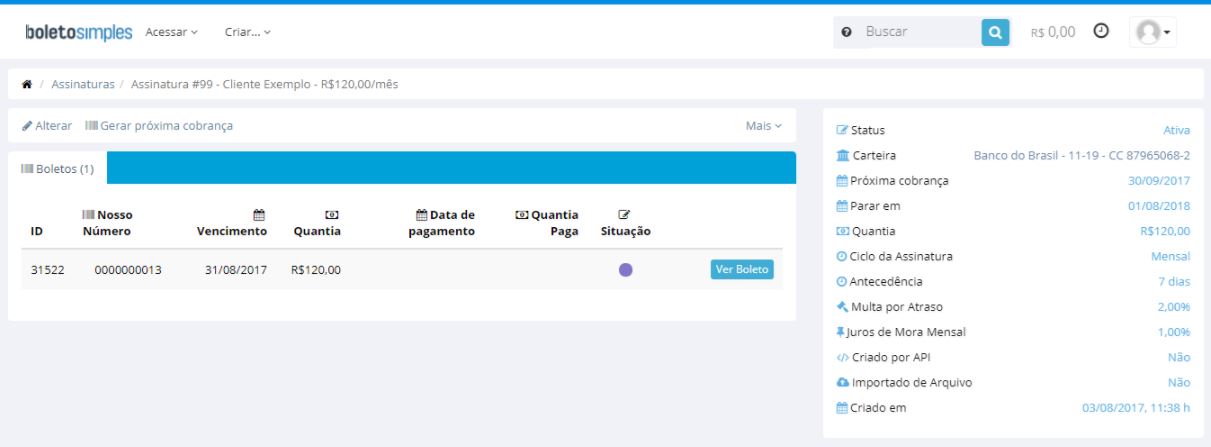 boletosimples Acessar Criar... Buscar R$ 0,00
/ Assinaturas / Assinatura #99 - Cliente Exemplo - R$120,00/mês
Alterar Gerar próxima cobrança Mais
Boletos (1)
ID Nosso Número Vencimento Quantia Data de pagamento Quantia Paga Situação
31522 0000000013 31/08/2017 R$120,00 Ver Boleto
Status Ativa
Carteira Banco do Brasil - 11-19 - CC 87965068-2
Próxima cobrança 30/09/2017
Parar em 01/08/2018
Quantia R$120,00
Ciclo da Assinatura Mensal
Antecedência 7 dias
Multa por Atraso 2,00%
Juros de Mora Mensal 1,00%
</> Criado por API Não
Importado de Arquivo Não
Criado em 03/08/2017, 11:38 h